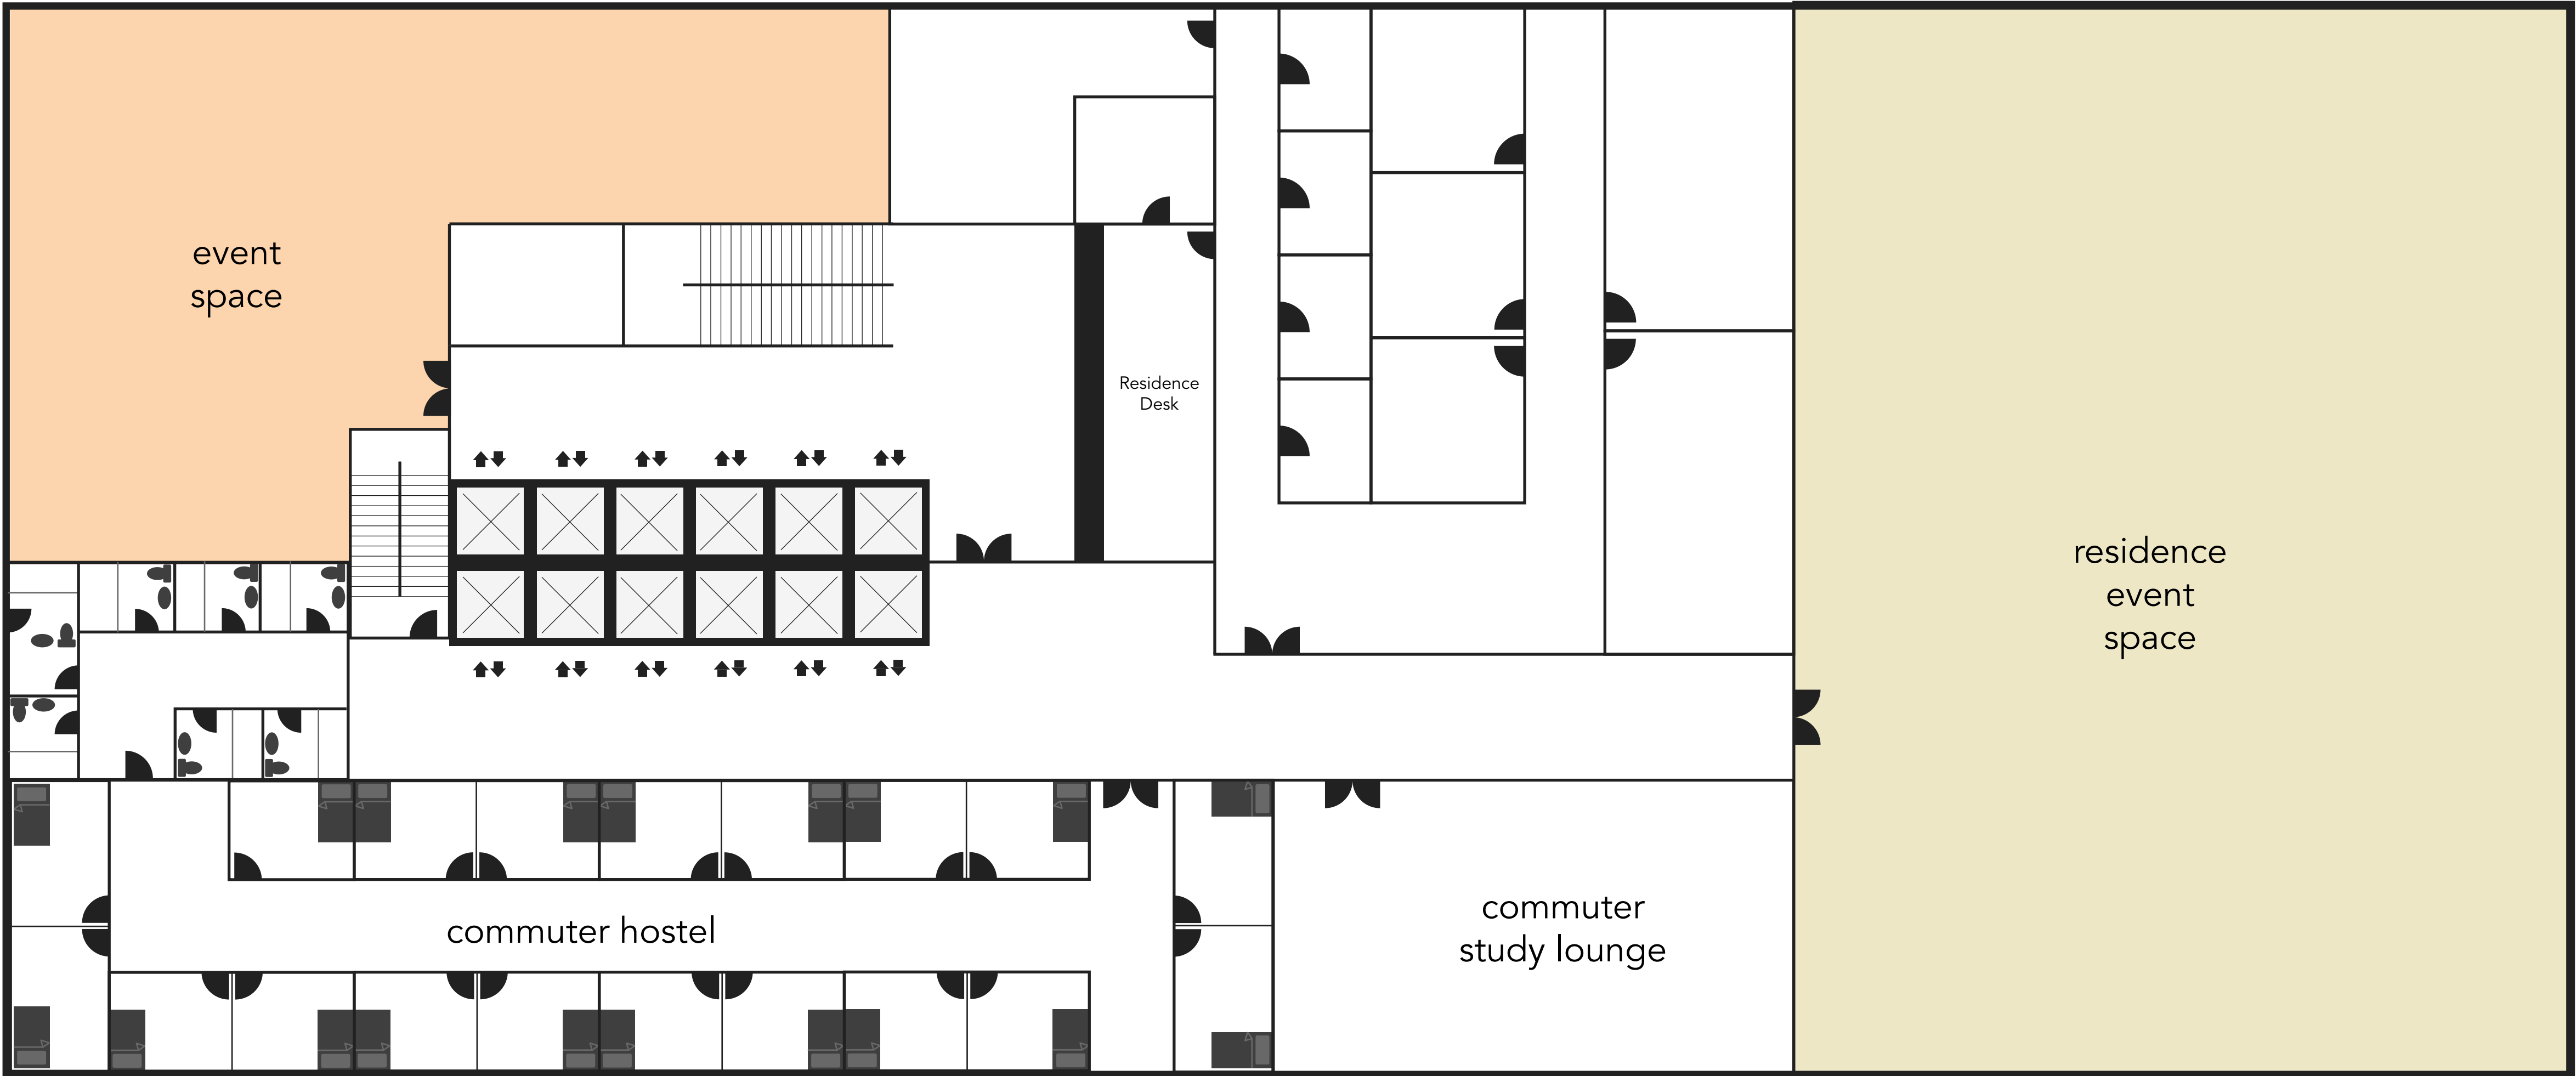 event
space
Residence
Desk
residence
event
space
commuter hostel
commuter
study lounge